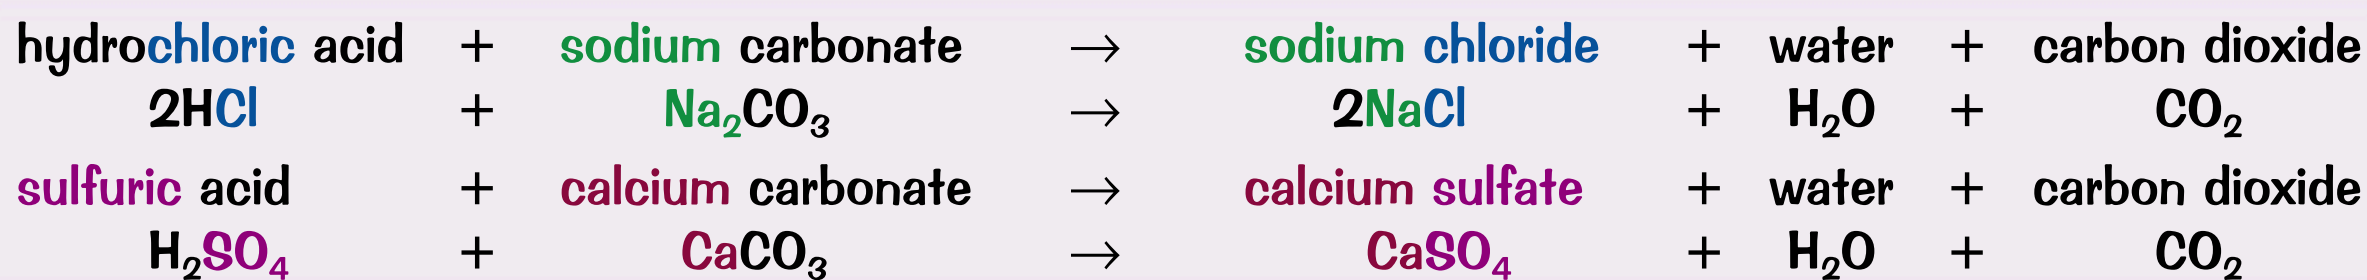 hydrochloric acid + sodium carbonate → sodium chloride + water + carbon dioxide
2HCl + Na₂CO₃ → 2NaCl + H₂O + CO₂
sulfuric acid + calcium carbonate → calcium sulfate + water + carbon dioxide
H₂SO₄ + CaCO₃ → CaSO₄ + H₂O + CO₂